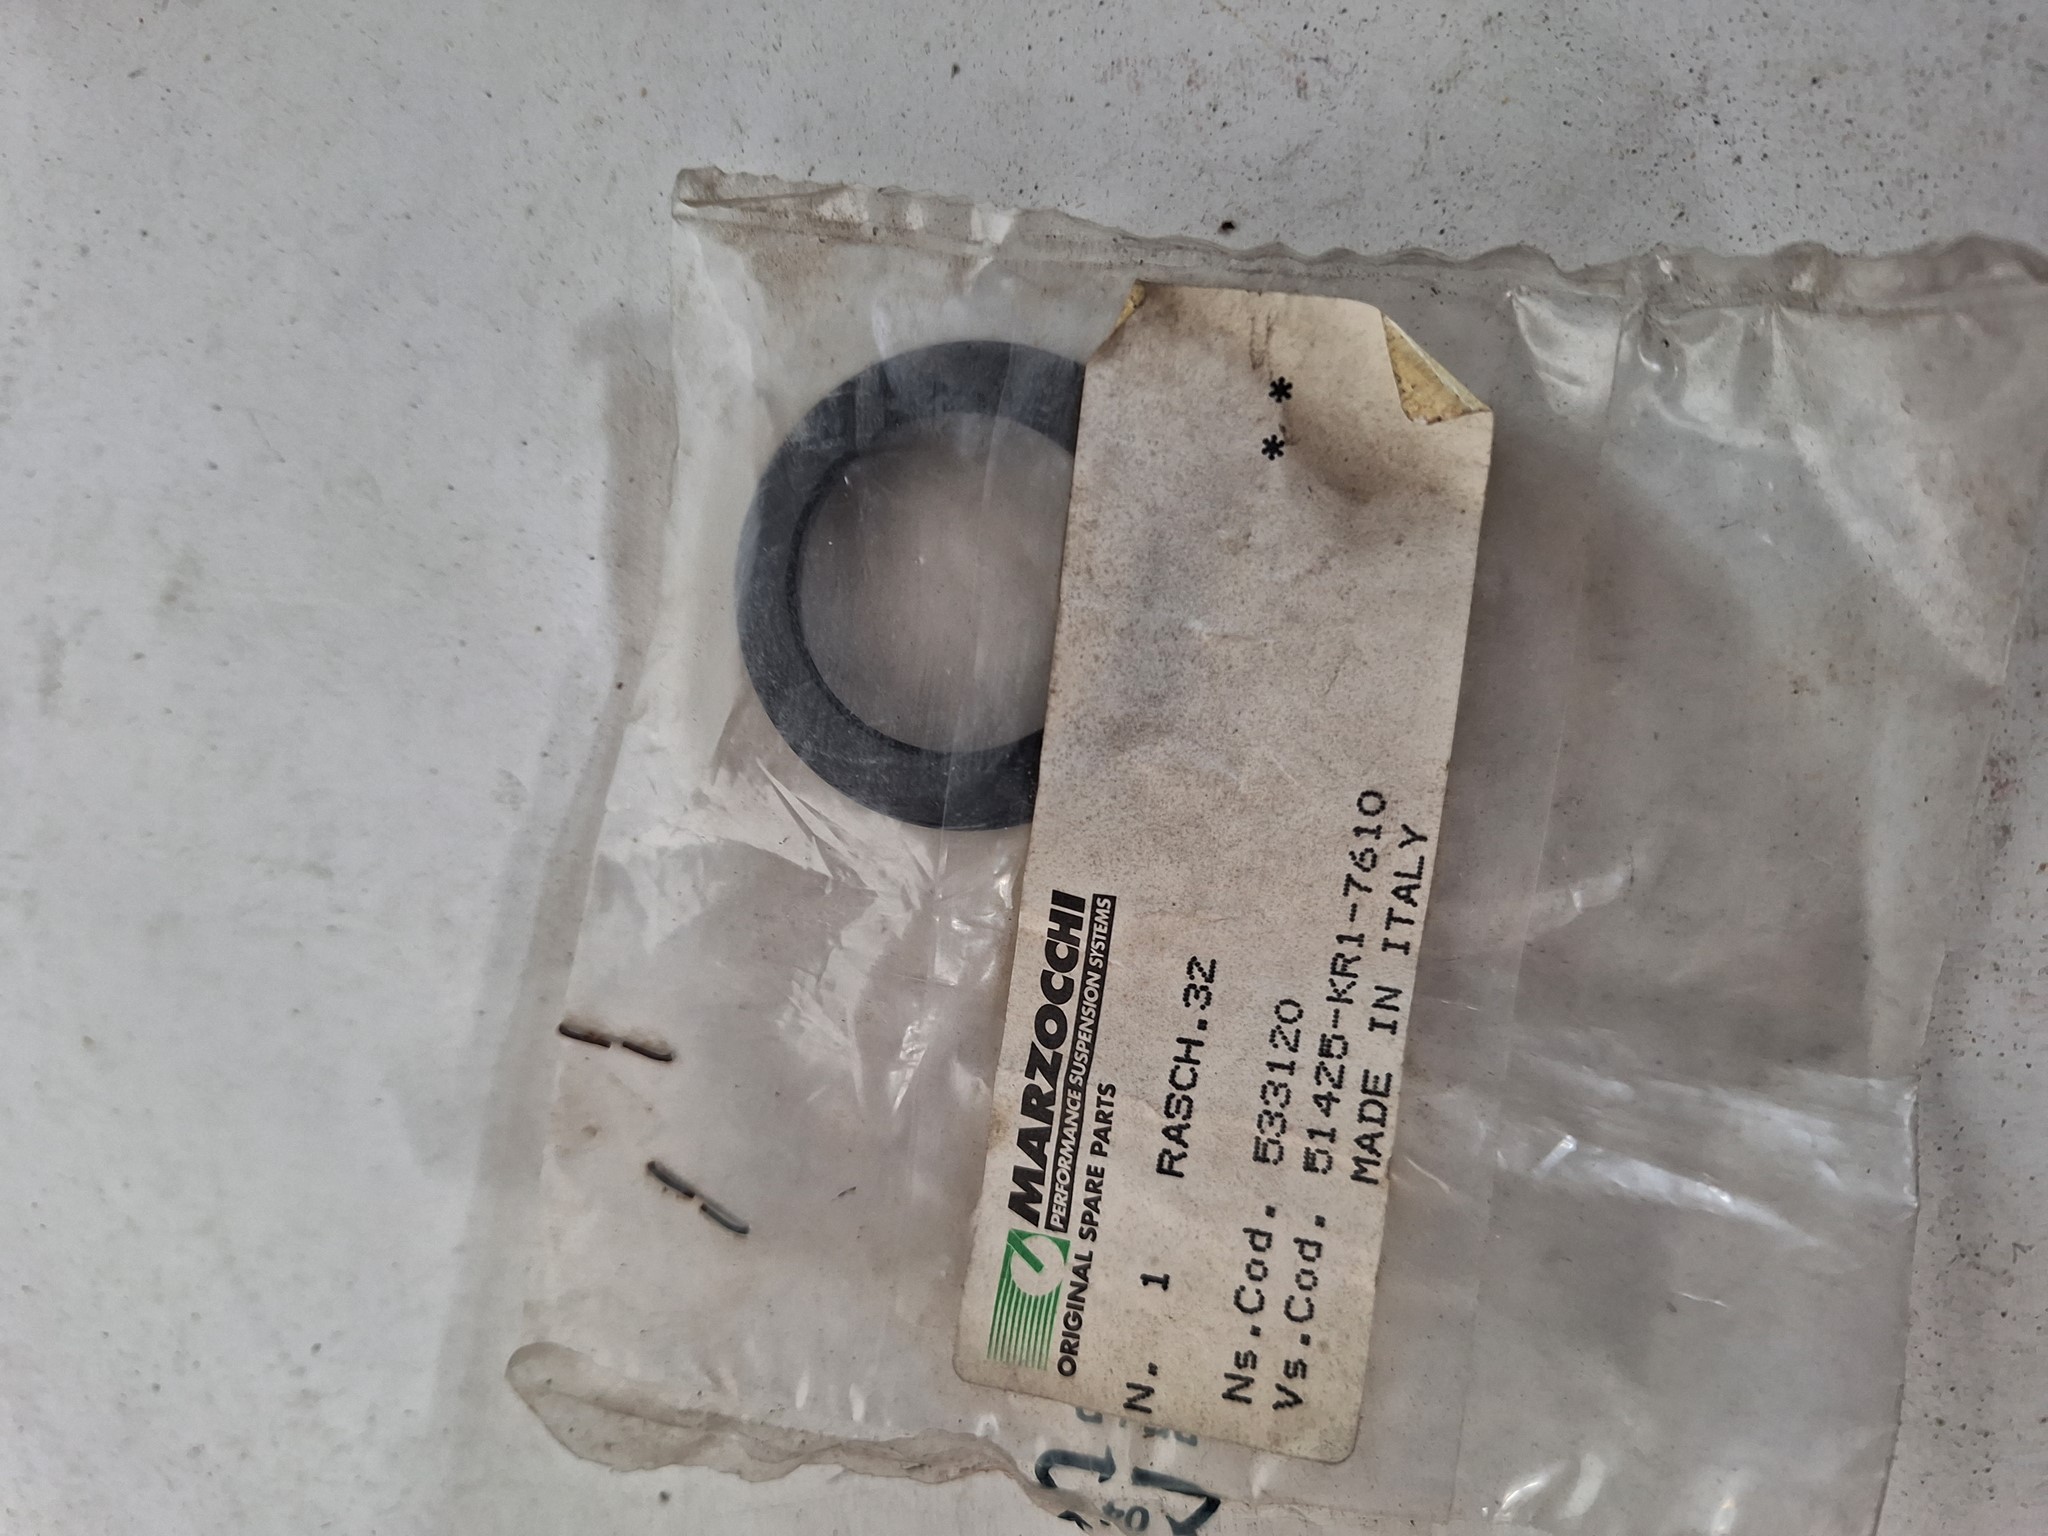 MARZOCCHI
PERFORMANCE SUSPENSION SYSTEMS
ORIGINAL SPARE PARTS
N. 1 RASCH.32 **
Ns.Cod. 533120
Vs.Cod. 51425-KR1-7610
MADE IN ITALY